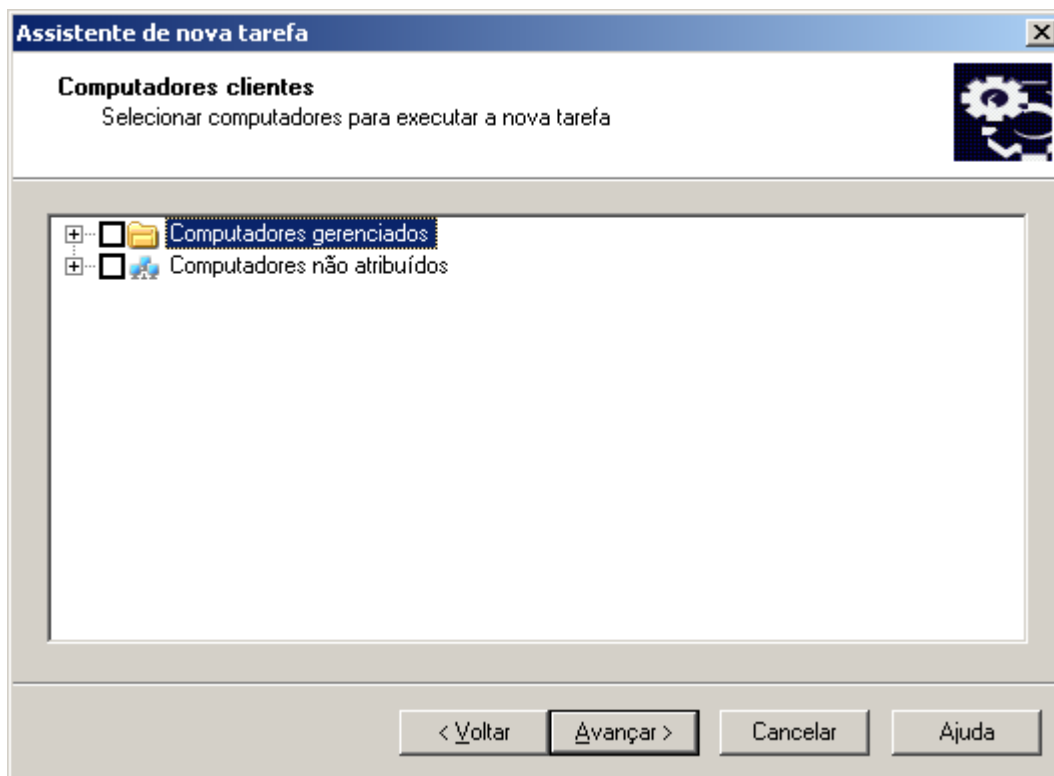 Assistente de nova tarefa
Computadores clientes
Selecionar computadores para executar a nova tarefa
Computadores gerenciados
Computadores não atribuídos
< Voltar
Avançar >
Cancelar
Ajuda